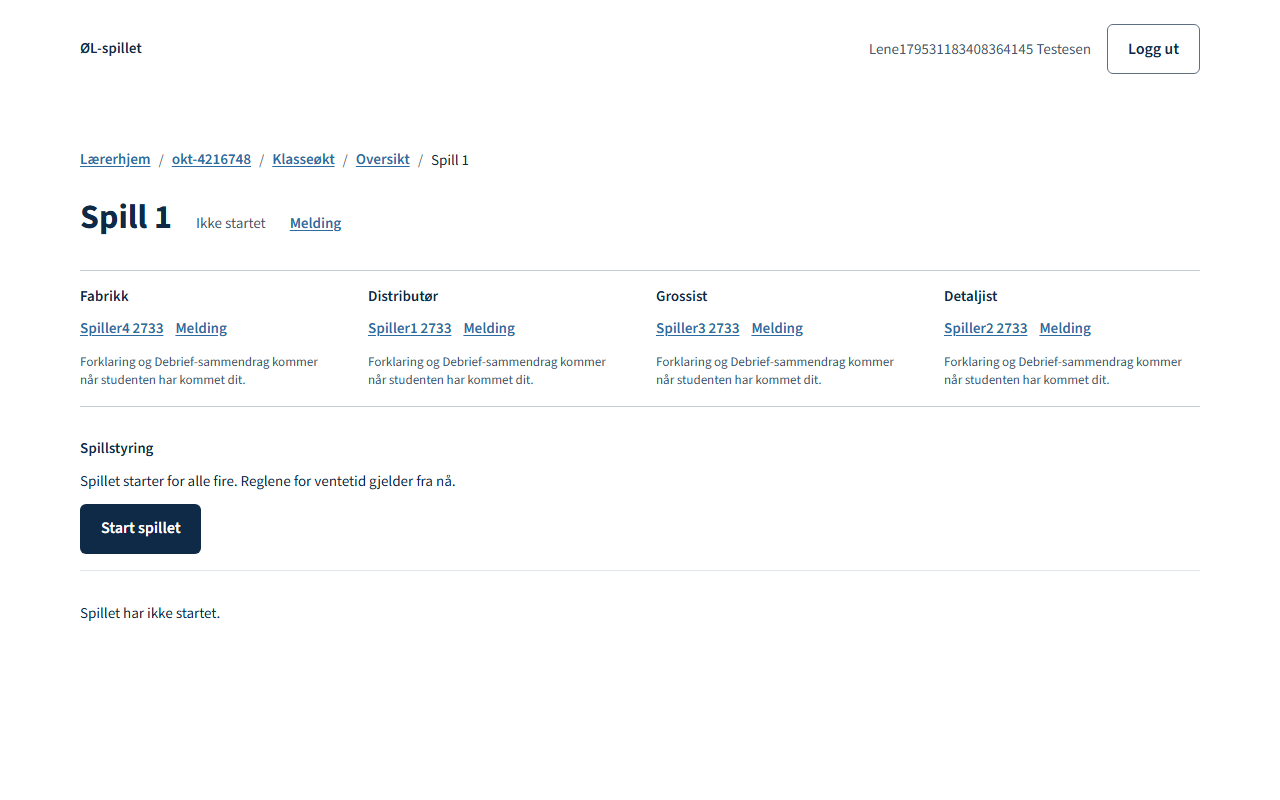 ØL-spillet
Lene179531183408364145 Testesen
Logg ut
Lærerhjem / okt-4216748 / Klasseøkt / Oversikt / Spill 1
Spill 1 Ikke startet Melding
Fabrikk
Spiller4 2733 Melding
Forklaring og Debrief-sammendrag kommer
når studenten har kommet dit.
Distributør
Spiller1 2733 Melding
Forklaring og Debrief-sammendrag kommer
når studenten har kommet dit.
Grossist
Spiller3 2733 Melding
Forklaring og Debrief-sammendrag kommer
når studenten har kommet dit.
Detaljist
Spiller2 2733 Melding
Forklaring og Debrief-sammendrag kommer
når studenten har kommet dit.
Spillstyring
Spillet starter for alle fire. Reglene for ventetid gjelder fra nå.
Start spillet
Spillet har ikke startet.